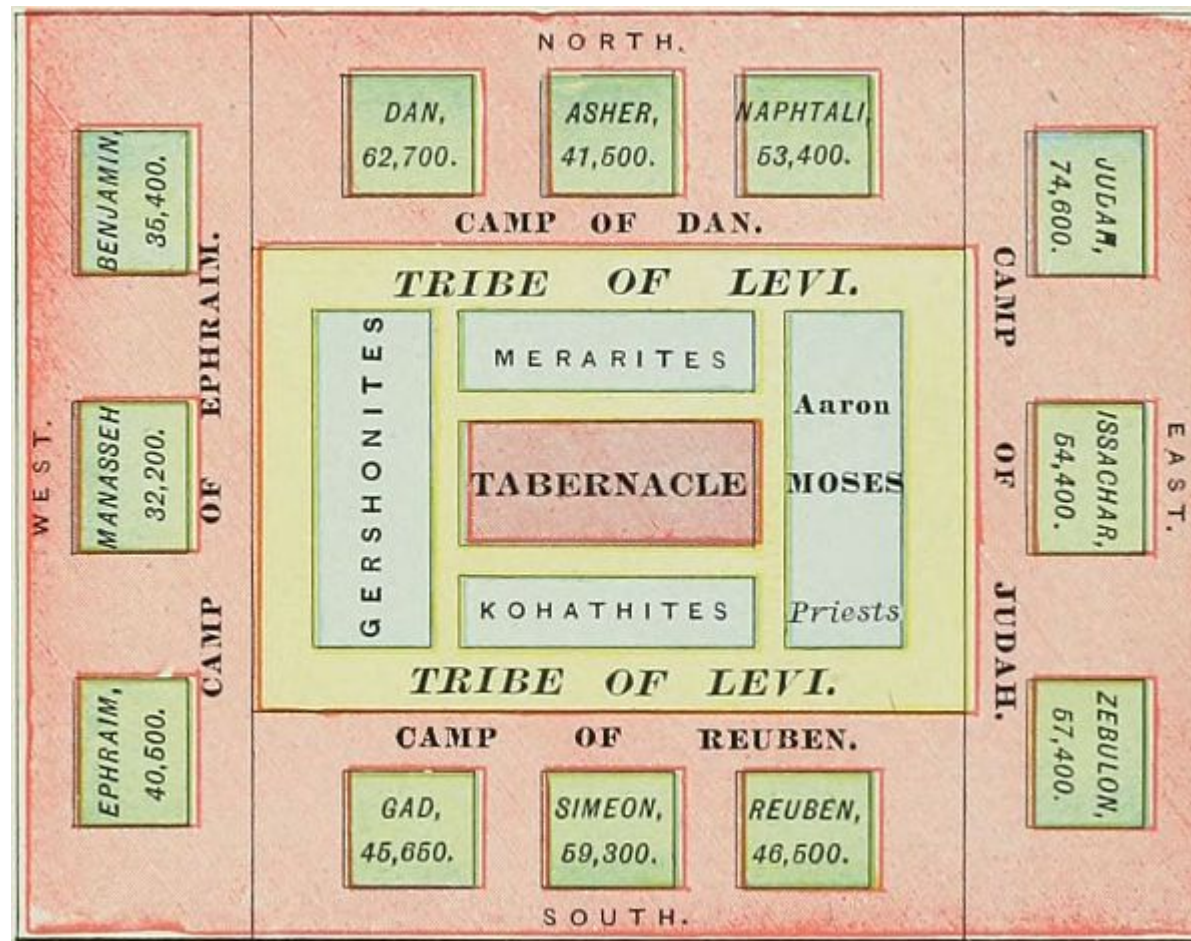 NORTH.
DAN,
62,700.
ASHER,
41,500.
NAPHTALI,
53,400.
CAMP OF DAN.
WEST.
BENJAMIN,
35,400.
MANASSEH
32,200.
EPHRAIM,
40,500.
CAMP OF EPHRAIM.
TRIBE OF LEVI.
GERSHONITES
MERARITES
TABERNACLE
KOHATHITES
Aaron
MOSES
Priests
TRIBE OF LEVI.
CAMP OF JUDAH.
JUDAH,
74,600.
ISSACHAR,
54,400.
ZEBULON,
57,400.
EAST.
CAMP OF REUBEN.
GAD,
45,650.
SIMEON,
59,300.
REUBEN,
46,500.
SOUTH.